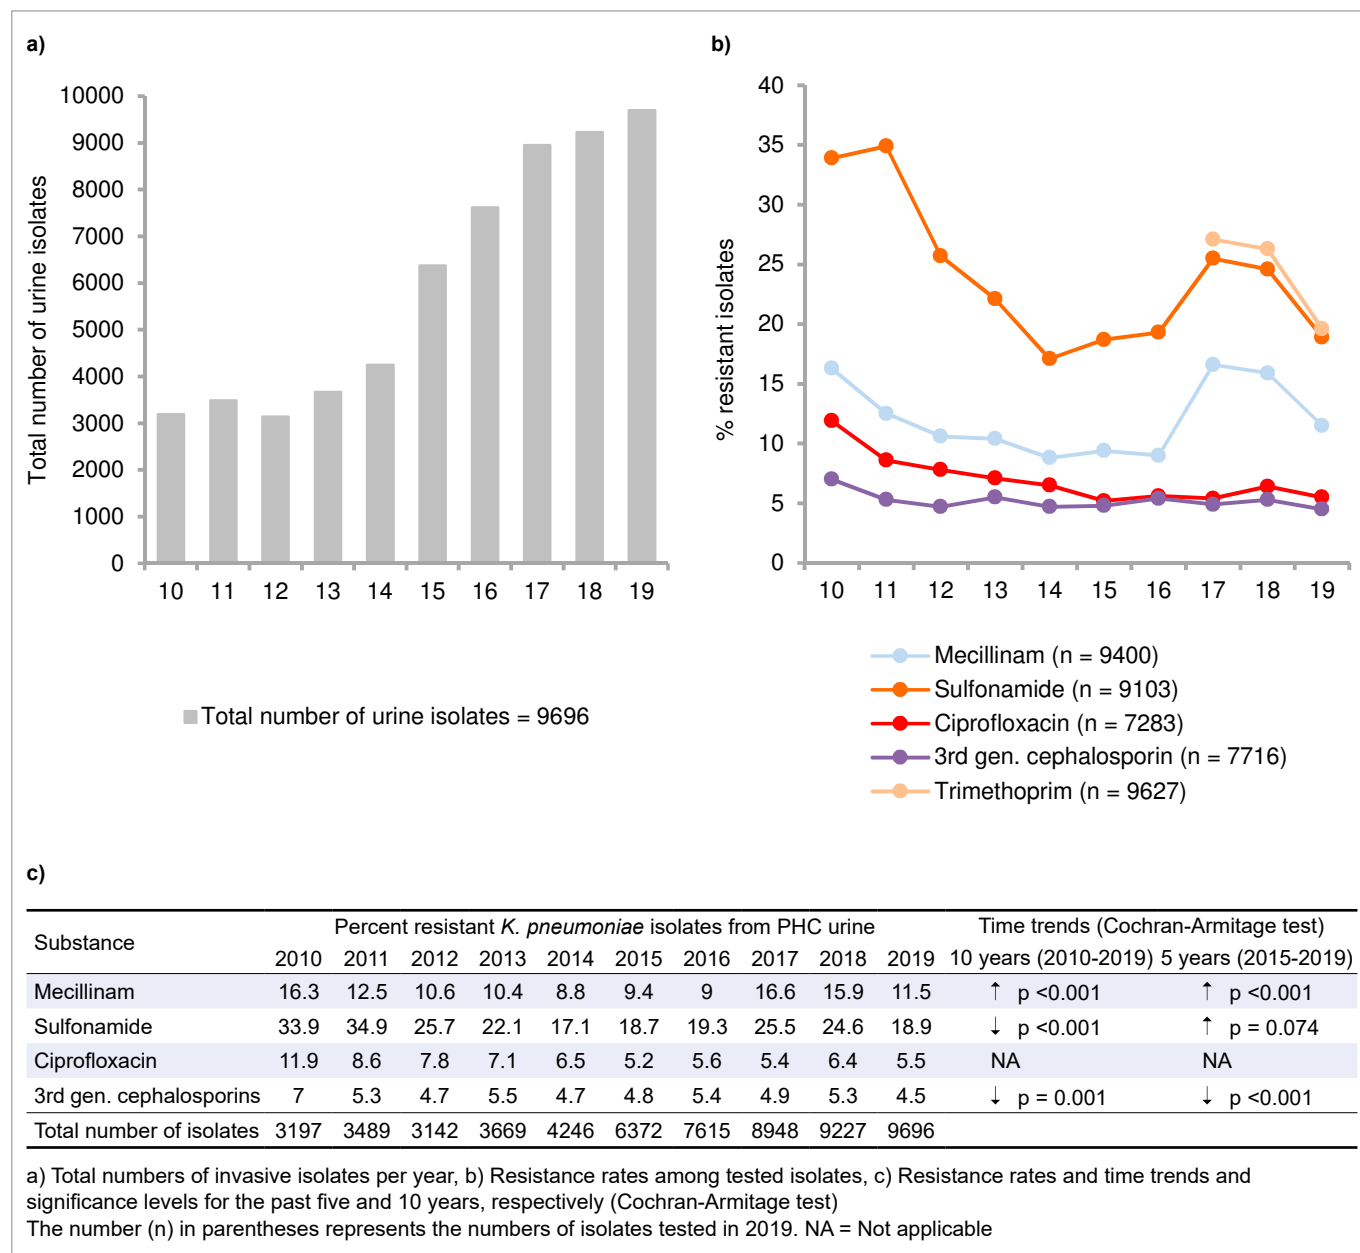 a)
Total number of urine isolates
10000
9000
8000
7000
6000
5000
4000
3000
2000
1000
0
10 11 12 13 14 15 16 17 18 19
Total number of urine isolates = 9696
b)
% resistant isolates
40
35
30
25
20
15
10
5
0
10 11 12 13 14 15 16 17 18 19
Mecillinam (n = 9400)
Sulfonamide (n = 9103)
Ciprofloxacin (n = 7283)
3rd gen. cephalosporin (n = 7716)
Trimethoprim (n = 9627)
c)
Substance Percent resistant K. pneumoniae isolates from PHC urine Time trends (Cochran-Armitage test)
2010 2011 2012 2013 2014 2015 2016 2017 2018 2019 10 years (2010-2019) 5 years (2015-2019)
Mecillinam 16.3 12.5 10.6 10.4 8.8 9.4 9 16.6 15.9 11.5 ↑ p <0.001 ↑ p <0.001
Sulfonamide 33.9 34.9 25.7 22.1 17.1 18.7 19.3 25.5 24.6 18.9 ↓ p <0.001 ↑ p = 0.074
Ciprofloxacin 11.9 8.6 7.8 7.1 6.5 5.2 5.6 5.4 6.4 5.5 NA NA
3rd gen. cephalosporins 7 5.3 4.7 5.5 4.7 4.8 5.4 4.9 5.3 4.5 ↓ p = 0.001 ↓ p <0.001
Total number of isolates 3197 3489 3142 3669 4246 6372 7615 8948 9227 9696
a) Total numbers of invasive isolates per year, b) Resistance rates among tested isolates, c) Resistance rates and time trends and
significance levels for the past five and 10 years, respectively (Cochran-Armitage test)
The number (n) in parentheses represents the numbers of isolates tested in 2019. NA = Not applicable